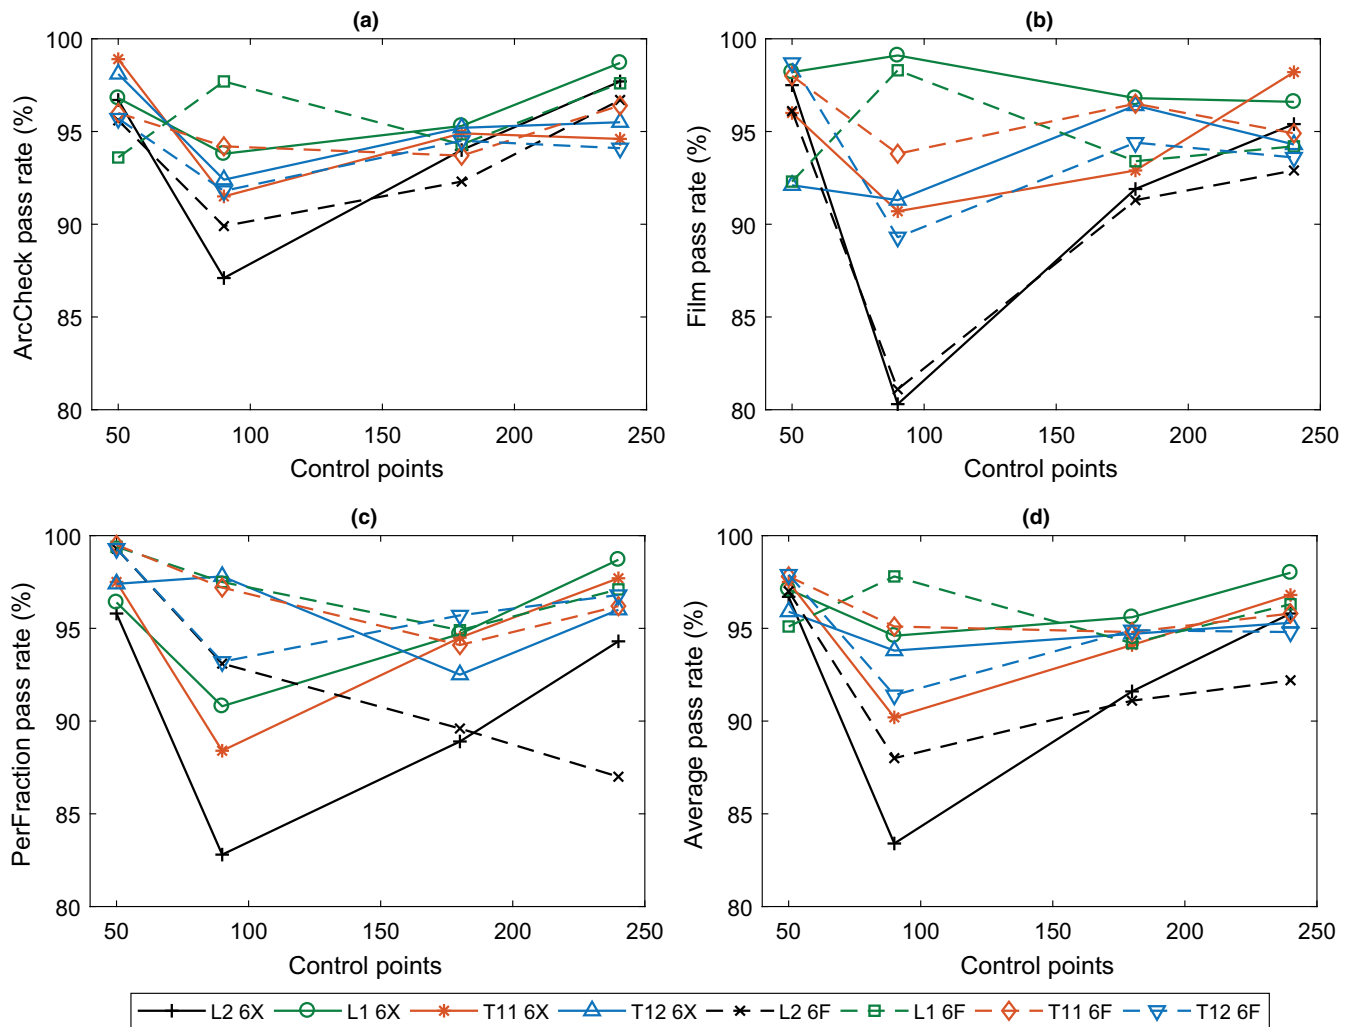 (a)
100
95
90
85
80
ArcCheck pass rate (%)
50 100 150 200 250
Control points
(b)
100
95
90
85
80
Film pass rate (%)
50 100 150 200 250
Control points
(c)
100
95
90
85
80
PerFraction pass rate (%)
50 100 150 200 250
Control points
(d)
100
95
90
85
80
Average pass rate (%)
50 100 150 200 250
Control points
L2 6X L1 6X T11 6X T12 6X L2 6F L1 6F T11 6F T12 6F